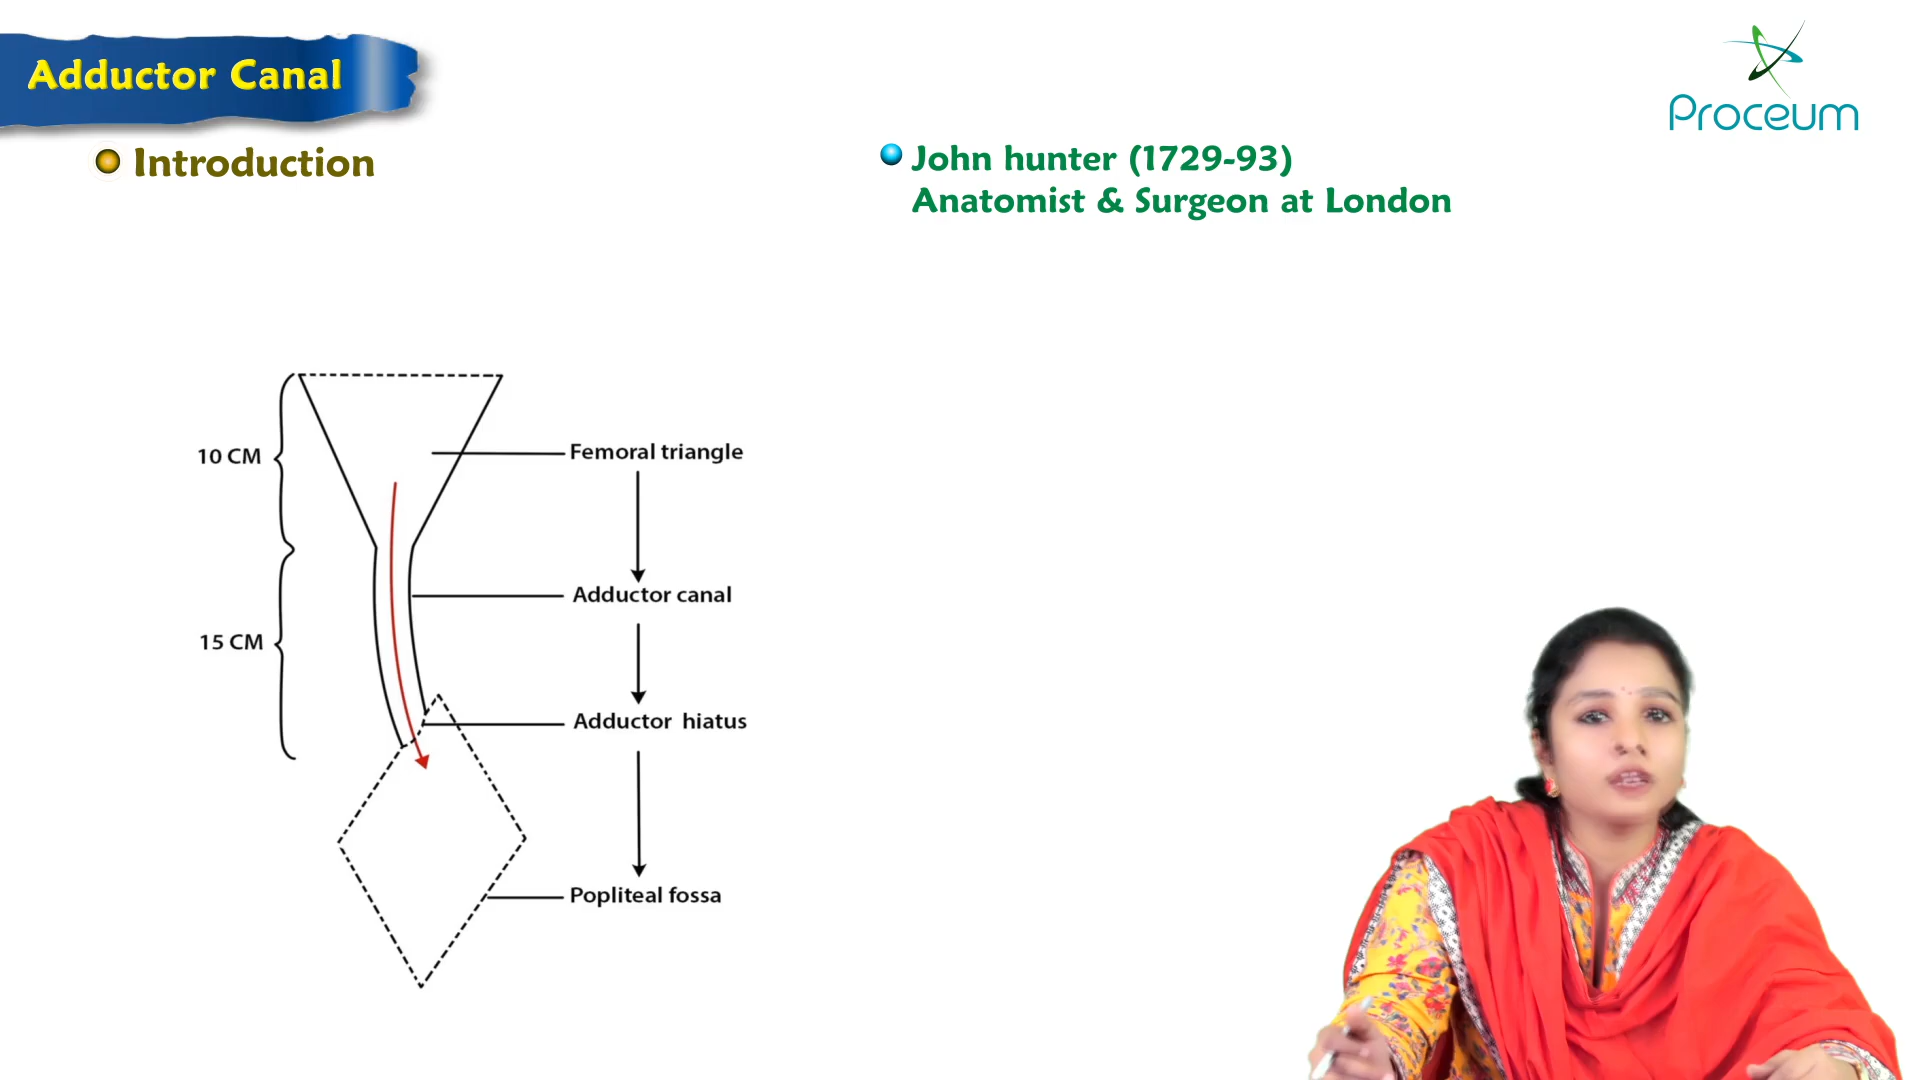 Adductor Canal
Proceum
Introduction
John hunter (1729-93)
Anatomist & Surgeon at London
10 CM
Femoral triangle
Adductor canal
15 CM
Adductor hiatus
Popliteal fossa